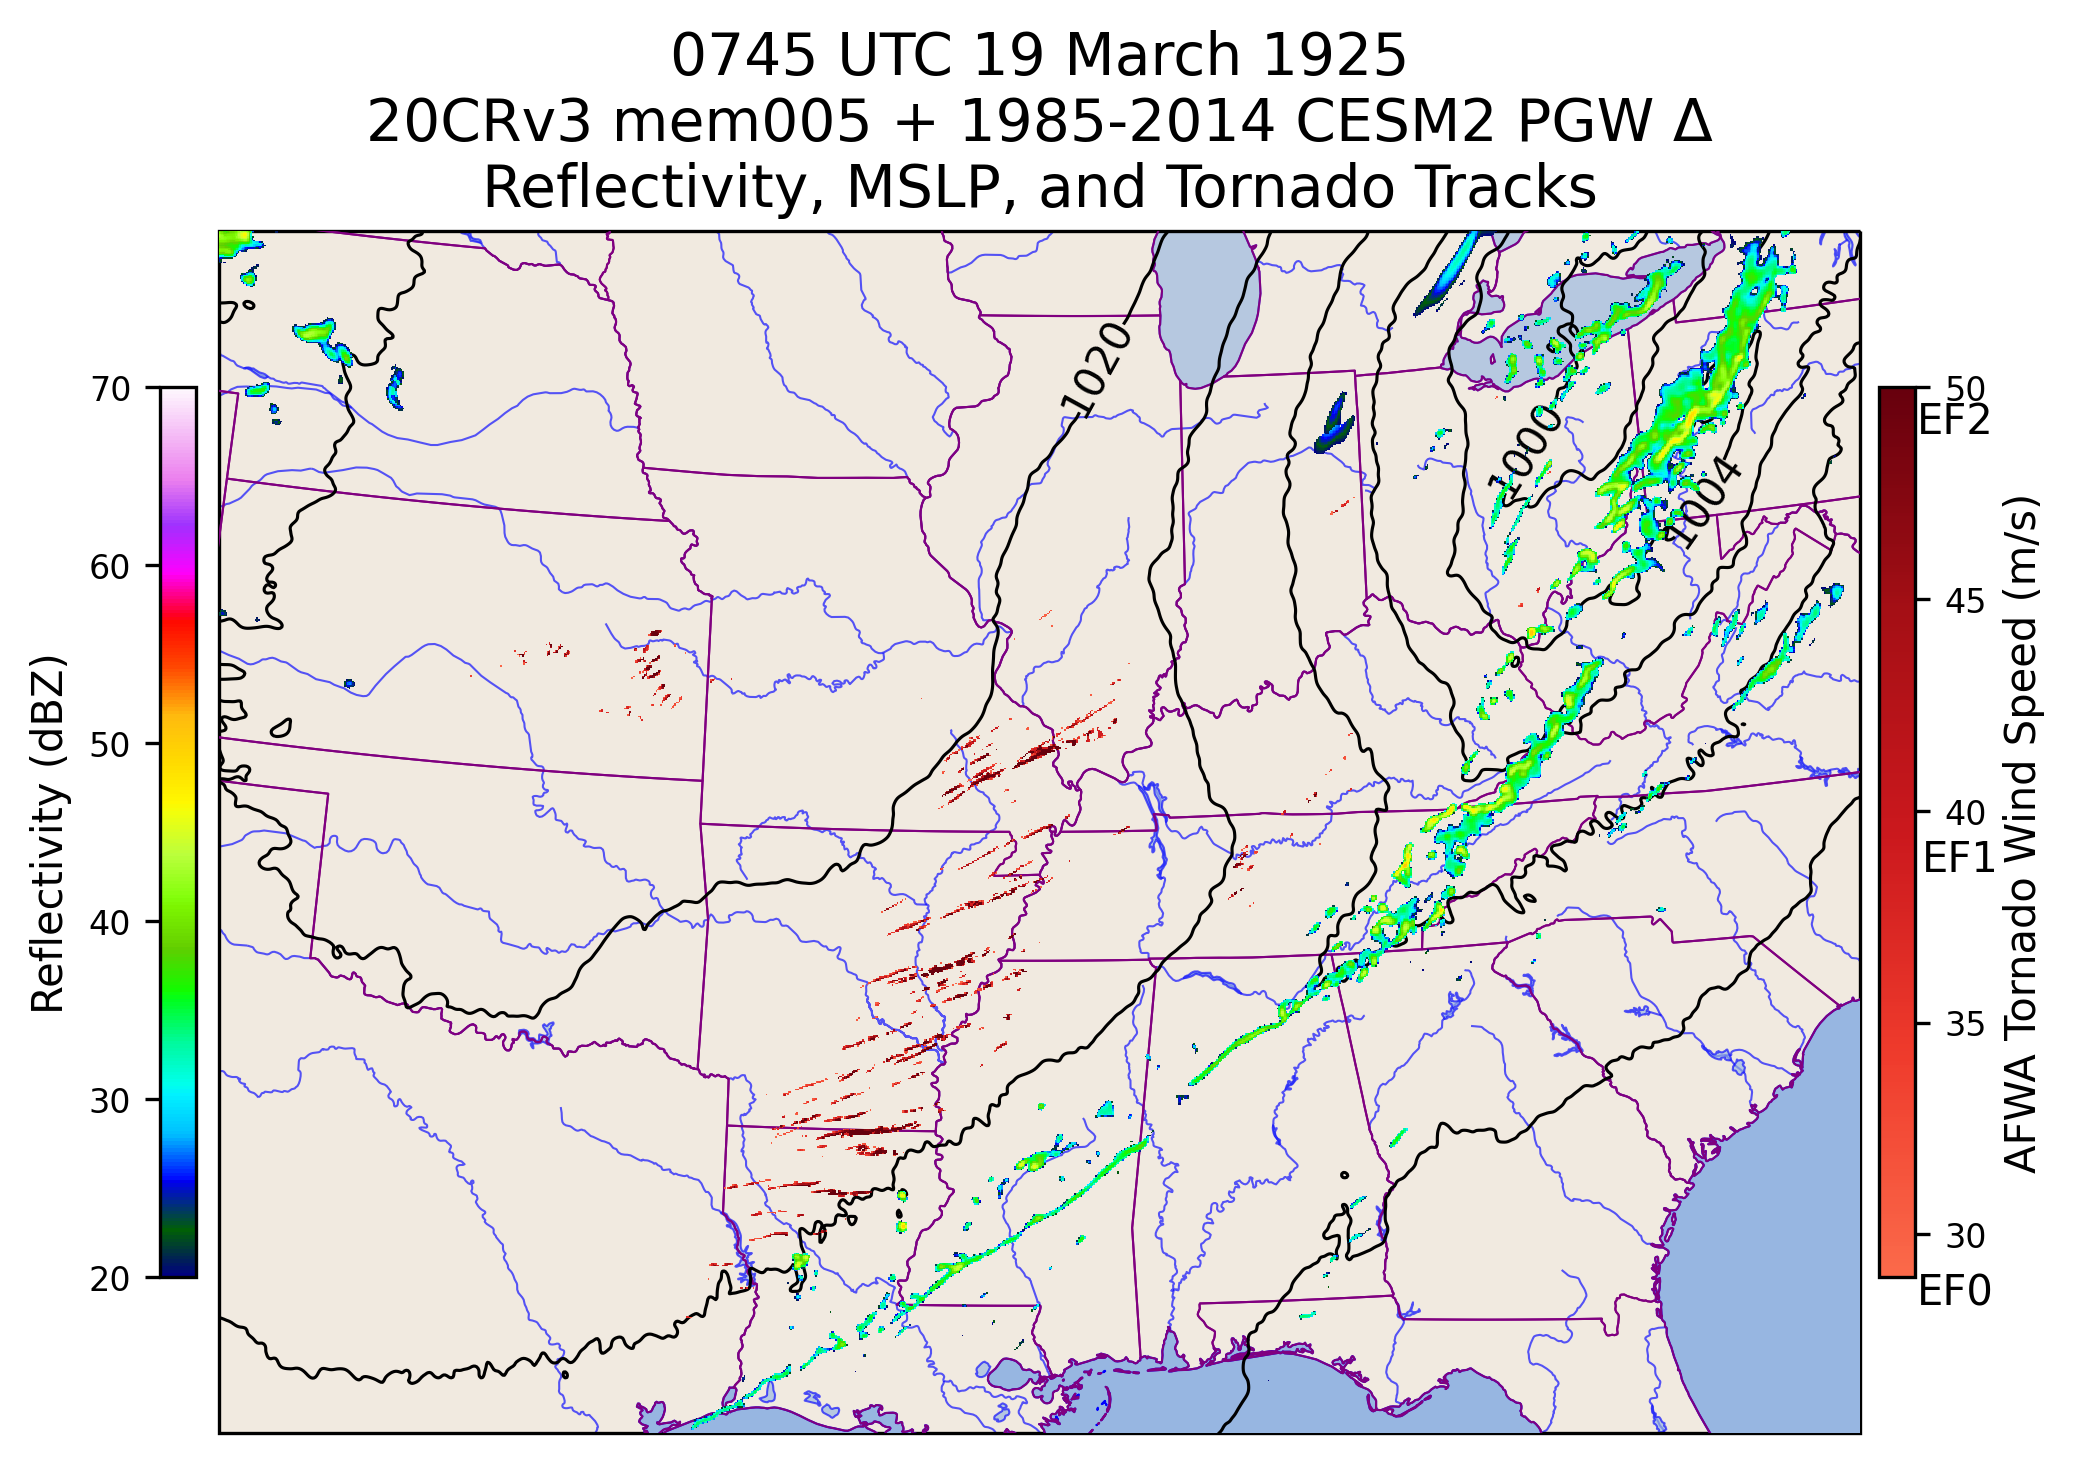 0745 UTC 19 March 1925
20CRv3 mem005 + 1985-2014 CESM2 PGW Δ
Reflectivity, MSLP, and Tornado Tracks
Reflectivity (dBZ)
70
60
50
40
30
20
1020
1000
1004
50
EF2
45
40
EF1
35
30
EF0
AFWA Tornado Wind Speed (m/s)